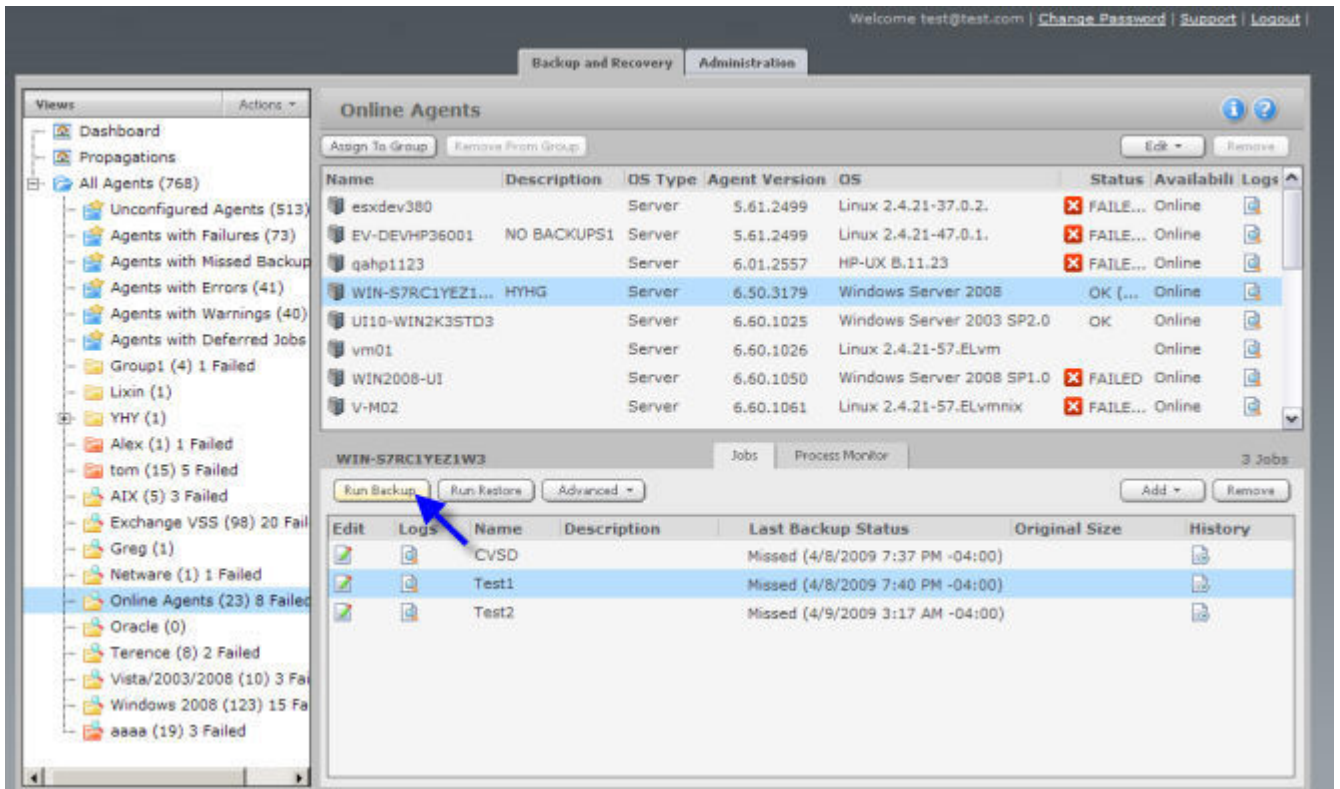 Welcome test@test.com | Change Password | Support | Logout |
Backup and Recovery Administration
Views Actions
Dashboard
Propagations
All Agents (768)
Unconfigured Agents (513)
Agents with Failures (73)
Agents with Missed Backup
Agents with Errors (41)
Agents with Warnings (40)
Agents with Deferred Jobs
Group1 (4) 1 Failed
Lixin (1)
YHY (1)
Alex (1) 1 Failed
tom (15) 5 Failed
AIX (5) 3 Failed
Exchange VSS (98) 20 Fail
Greg (1)
Netware (1) 1 Failed
Online Agents (23) 8 Failed
Oracle (0)
Terence (8) 2 Failed
Vista/2003/2008 (10) 3 Fai
Windows 2008 (123) 15 Fa
aaaa (19) 3 Failed
Online Agents
Assign To Group Remove From Group Edit Remove
Name Description OS Type Agent Version OS Status Availabili Logs
esxdev380 Server 5.61.2499 Linux 2.4.21-37.0.2. FAILE... Online
EV-DEVHP36001 NO BACKUPS1 Server 5.61.2499 Linux 2.4.21-47.0.1. FAILE... Online
qahp1123 Server 6.01.2557 HP-UX B.11.23 FAILE... Online
WIN-S7RC1YEZ1... HYHG Server 6.50.3179 Windows Server 2008 OK (... Online
UI10-WIN2K3STD3 Server 6.60.1025 Windows Server 2003 SP2.0 OK Online
vm01 Server 6.60.1026 Linux 2.4.21-57.ELvm Online
WIN2008-UI Server 6.60.1050 Windows Server 2008 SP1.0 FAILED Online
V-M02 Server 6.60.1061 Linux 2.4.21-57.ELvmnix FAILE... Online
WIN-S7RC1YEZ1W3 Jobs Process Monitor 3 Jobs
Run Backup Run Restore Advanced Add Remove
Edit Logs Name Description Last Backup Status Original Size History
CVSD Missed (4/8/2009 7:37 PM -04:00)
Test1 Missed (4/8/2009 7:40 PM -04:00)
Test2 Missed (4/9/2009 3:17 AM -04:00)